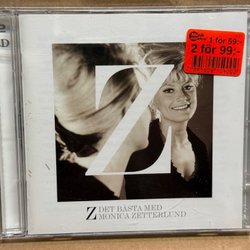 1 för 59:-
2 för 99:-
Z
Z DET BÄSTA MED
MONICA ZETTERLUND